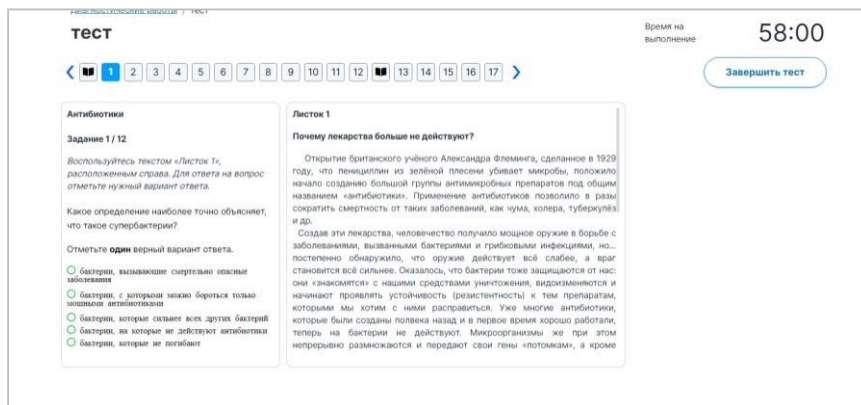 Диагностические работы / Тест
тест
Время на
выполнение
58:00
1 2 3 4 5 6 7 8 9 10 11 12 13 14 15 16 17
Завершить тест
Антибиотики
Задание 1 / 12
Воспользуйтесь текстом «Листок 1»,
расположенным справа. Для ответа на вопрос
отметьте нужный вариант ответа.
Какое определение наиболее точно объясняет,
что такое супербактерии?
Отметьте один верный вариант ответа.
бактерии, вызывающие смертельно опасные
заболевания
бактерии, с которыми можно бороться только
мощными антибиотиками
бактерии, которые сильнее всех других бактерий
бактерии, на которые не действуют антибиотики
бактерии, которые не погибают
Листок 1
Почему лекарства больше не действуют?
Открытие британского учёного Александра Флеминга, сделанное в 1929
году, что пенициллин из зелёной плесени убивает микробы, положило
начало созданию большой группы антимикробных препаратов под общим
названием «антибиотики». Применение антибиотиков позволило в разы
сократить смертность от таких заболеваний, как чума, холера, туберкулёз
и др.
Создав эти лекарства, человечество получило мощное оружие в борьбе с
заболеваниями, вызванными бактериями и грибковыми инфекциями, но...
постепенно обнаружило, что оружие действует всё слабее, а враг
становится всё сильнее. Оказалось, что бактерии тоже защищаются от нас:
они «знакомятся» с нашими средствами уничтожения, видоизменяются и
начинают проявлять устойчивость (резистентность) к тем препаратам,
которыми мы хотим с ними расправиться. Уже многие антибиотики,
которые были созданы полвека назад и в первое время хорошо работали,
теперь на бактерии не действуют. Микроорганизмы же при этом
непрерывно размножаются и передают свои гены «потомкам», а кроме